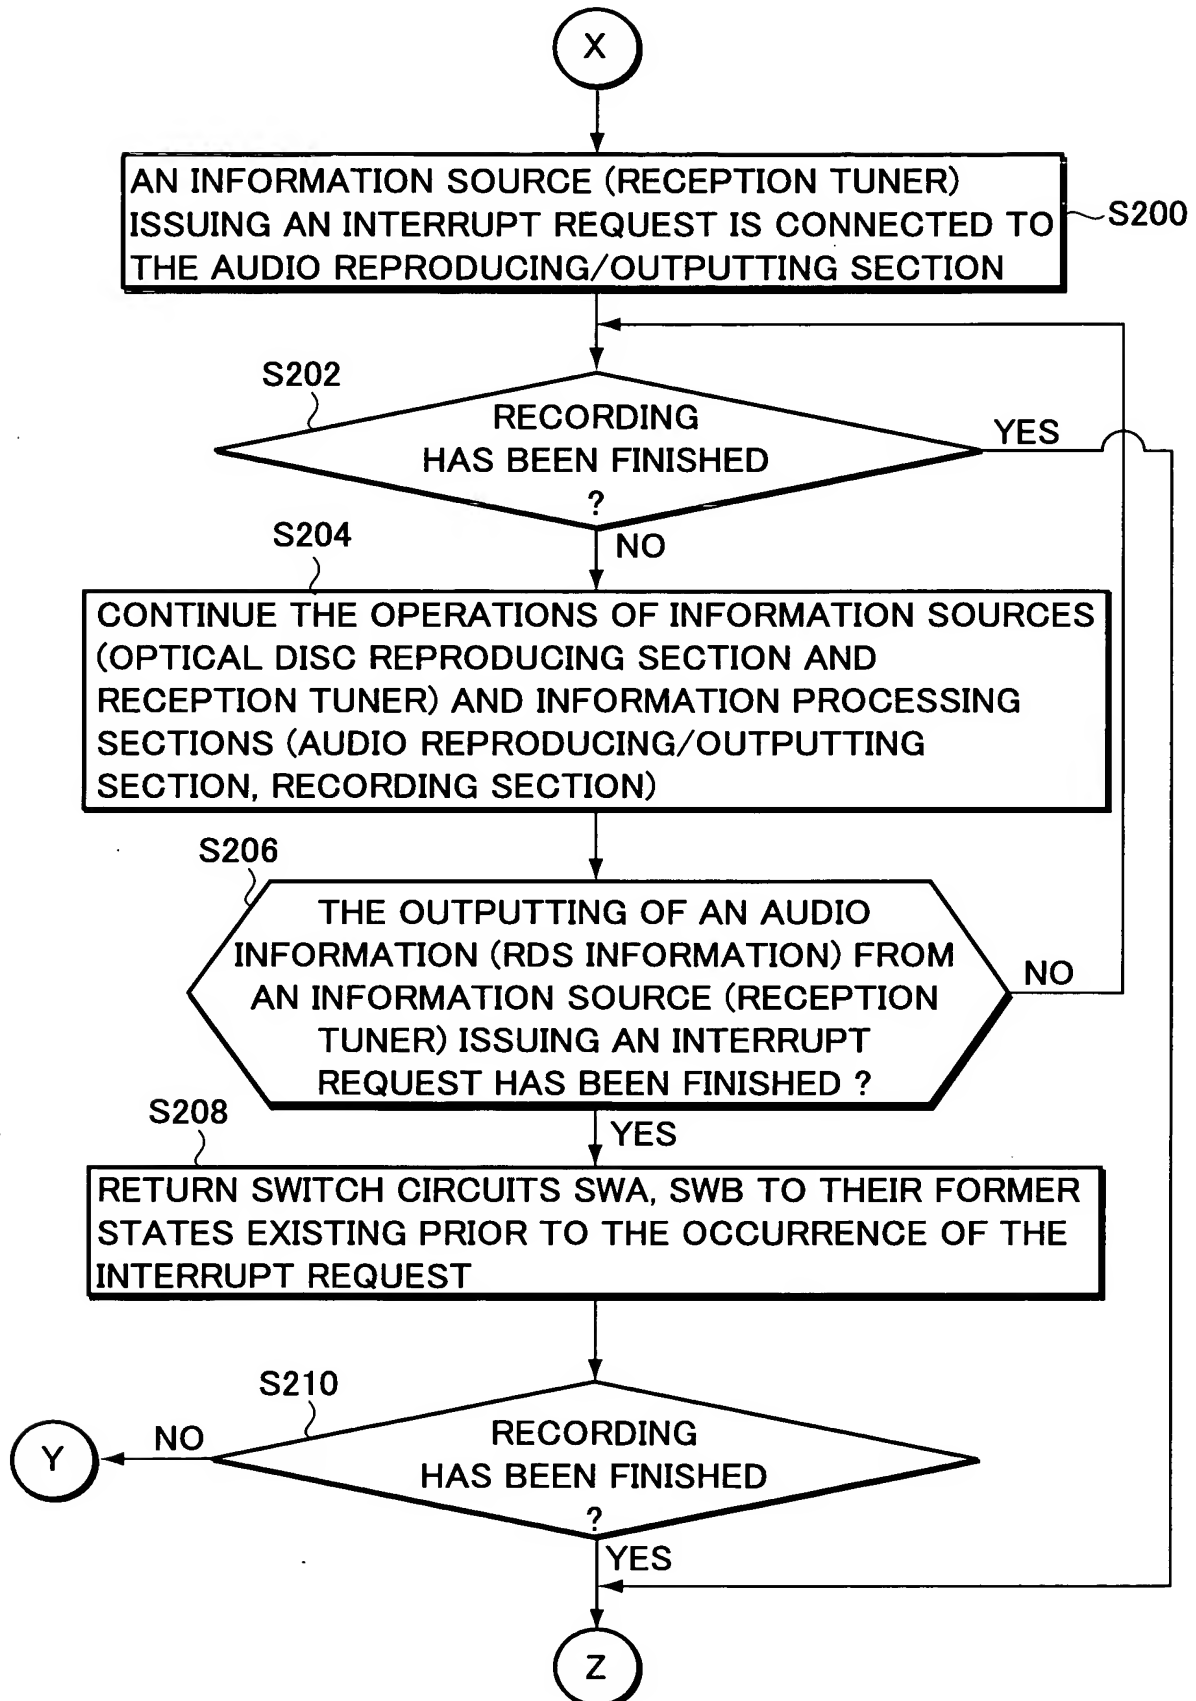 X
AN INFORMATION SOURCE (RECEPTION TUNER)
ISSUING AN INTERRUPT REQUEST IS CONNECTED TO
THE AUDIO REPRODUCING/OUTPUTTING SECTION
S200
S202
RECORDING
HAS BEEN FINISHED
?
YES
NO
S204
CONTINUE THE OPERATIONS OF INFORMATION SOURCES
(OPTICAL DISC REPRODUCING SECTION AND
RECEPTION TUNER) AND INFORMATION PROCESSING
SECTIONS (AUDIO REPRODUCING/OUTPUTTING
SECTION, RECORDING SECTION)
S206
THE OUTPUTTING OF AN AUDIO
INFORMATION (RDS INFORMATION) FROM
AN INFORMATION SOURCE (RECEPTION
TUNER) ISSUING AN INTERRUPT
REQUEST HAS BEEN FINISHED ?
NO
YES
S208
RETURN SWITCH CIRCUITS SWA, SWB TO THEIR FORMER
STATES EXISTING PRIOR TO THE OCCURRENCE OF THE
INTERRUPT REQUEST
S210
RECORDING
HAS BEEN FINISHED
?
NO
Y
YES
Z